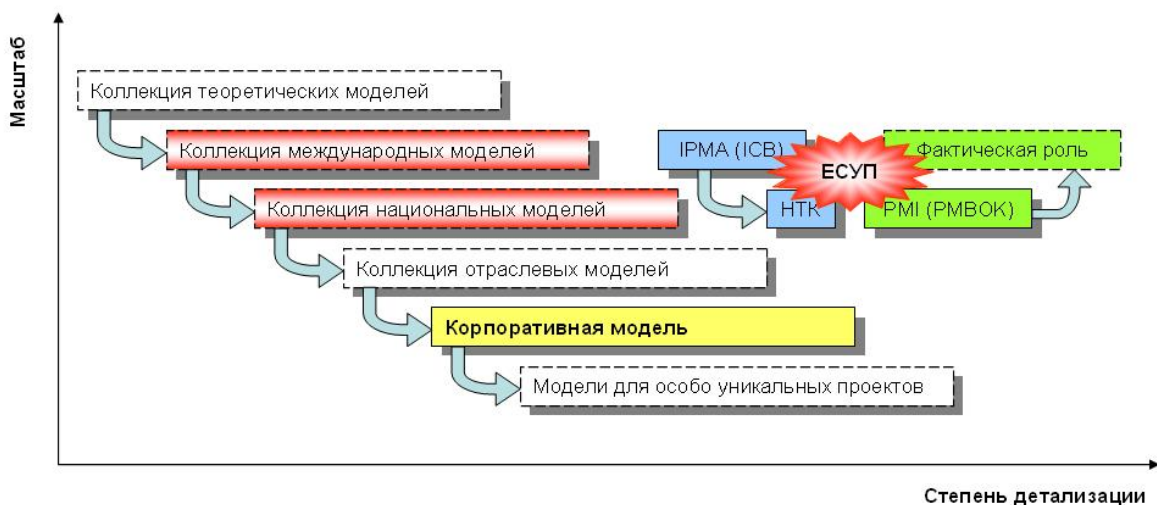 Масштаб
Коллекция теоретических моделей
Коллекция международных моделей
IPMA (ICB)
ЕСУП
Фактическая роль
Коллекция национальных моделей
НТК
PMI (PMBOK)
Коллекция отраслевых моделей
Корпоративная модель
Модели для особо уникальных проектов
Степень детализации